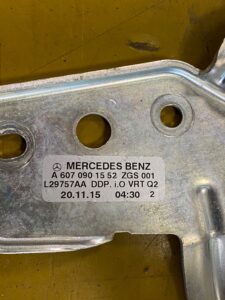 MERCEDES BENZ
A 607 090 15 52 ZGS 001
L29757AA DDP. i.O VRT Q2
20.11.15 04:30 2